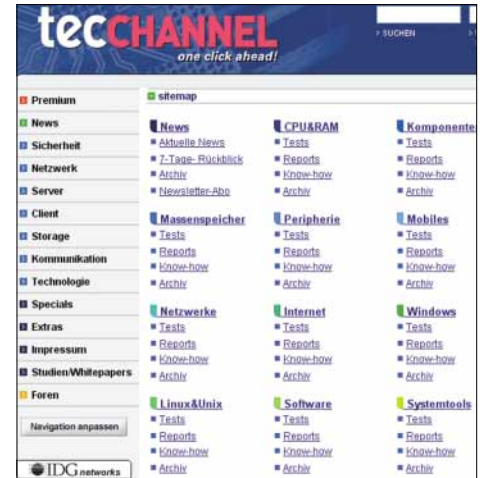 tecCHANNEL
one click ahead!
SUCHEN
Premium
News
Sicherheit
Netzwerk
Server
Client
Storage
Kommunikation
Technologie
Specials
Extras
Impressum
Studien/Whitepapers
Foren
Navigation anpassen
IDG networks
sitemap
News
Aktuelle News
7-Tage- Rückblick
Archiv
Newsletter-Abo
CPU&RAM
Tests
Reports
Know-how
Archiv
Komponente
Tests
Reports
Know-how
Archiv
Massenspeicher
Tests
Reports
Know-how
Archiv
Peripherie
Tests
Reports
Know-how
Archiv
Mobiles
Tests
Reports
Know-how
Archiv
Netzwerke
Tests
Reports
Know-how
Archiv
Internet
Tests
Reports
Know-how
Archiv
Windows
Tests
Reports
Know-how
Archiv
Linux&Unix
Tests
Reports
Know-how
Archiv
Software
Tests
Reports
Know-how
Archiv
Systemtools
Tests
Reports
Know-how
Archiv